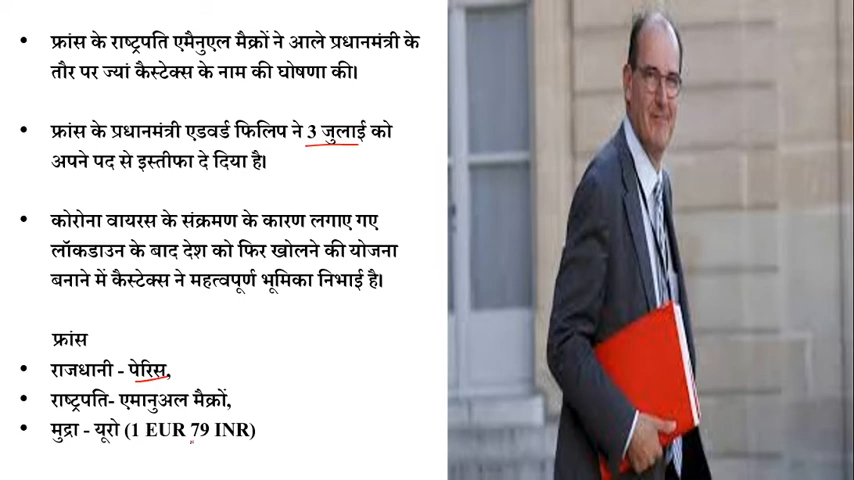 • फ्रांस के राष्ट्रपति एमैनुएल मैक्रों ने आले प्रधानमंत्री के
तौर पर ज्यां कैस्टेक्स के नाम की घोषणा की।
• फ्रांस के प्रधानमंत्री एडवर्ड फिलिप ने 3 जुलाई को
अपने पद से इस्तीफा दे दिया है।
• कोरोना वायरस के संक्रमण के कारण लगाए गए
लॉकडाउन के बाद देश को फिर खोलने की योजना
बनाने में कैस्टेक्स ने महत्वपूर्ण भूमिका निभाई है।
फ्रांस
• राजधानी - पेरिस,
• राष्ट्रपति- एमानुअल मैक्रों,
• मुद्रा - यूरो (1 EUR 79 INR)